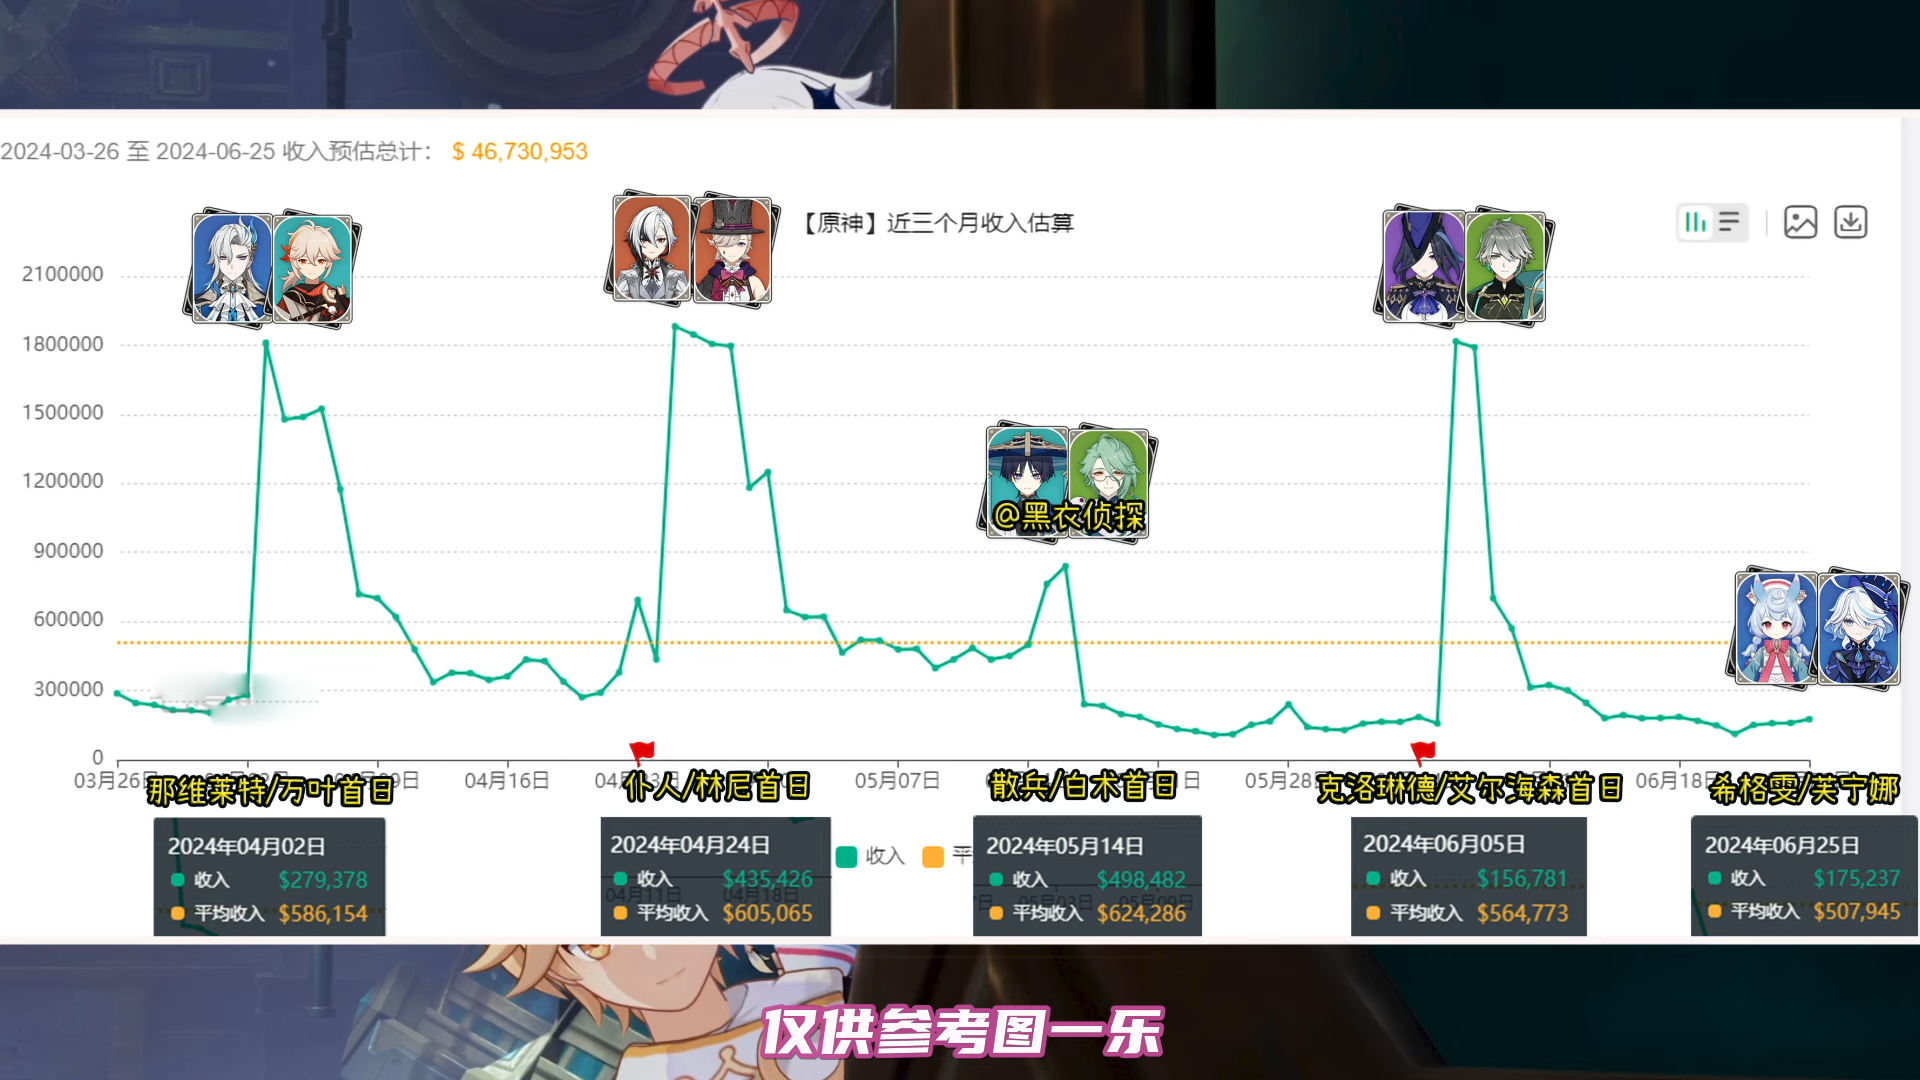 2024-03-26 至 2024-06-25 收入预估总计： $ 46,730,953
【原神】近三个月收入估算
2100000
1800000
1500000
1200000
@黑衣侦探
900000
600000
300000
0
03月26日
04月16日
05月07日
05月28
06月18
那维莱特/万叶首日
仆人/林尼首日
散兵/白术首日
克洛琳德/艾尔海森首日
希格雯/芙宁娜
2024年04月02日
收入 $279,378
平均收入 $586,154
2024年04月24日
收入 $435,426
平均收入 $605,065
收入
平
2024年05月14日
收入 $498,482
平均收入 $624,286
2024年06月05日
收入 $156,781
平均收入 $564,773
2024年06月25日
收入 $175,237
平均收入 $507,945
仅供参考图一乐